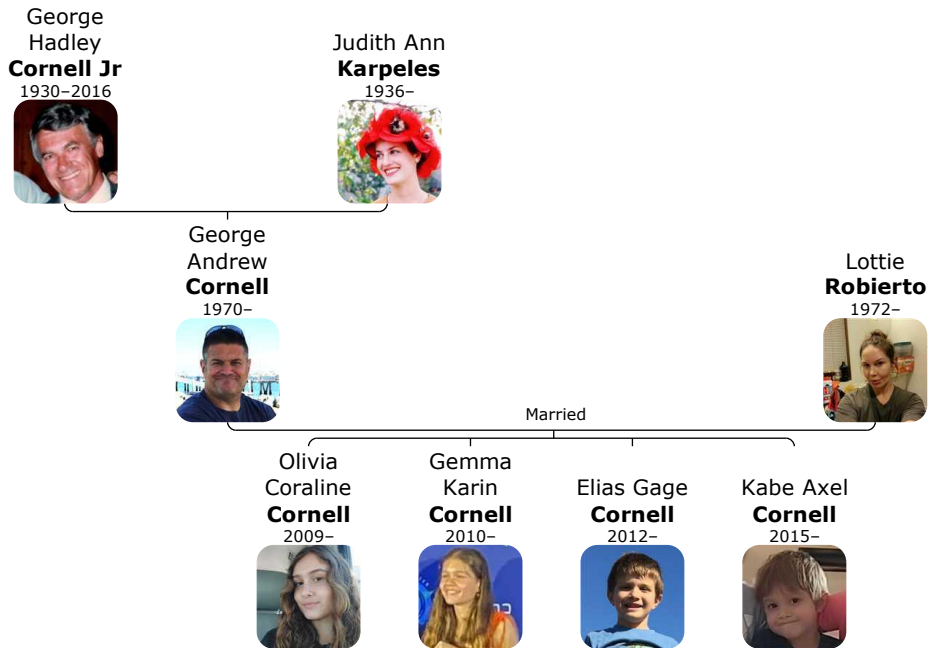 George
Hadley
Cornell Jr
1930–2016
Judith Ann
Karpeles
1936–
George
Andrew
Cornell
1970–
Lottie
Robierto
1972–
Married
Olivia
Coraline
Cornell
2009–
Gemma
Karin
Cornell
2010–
Elias Gage
Cornell
2012–
Kabe Axel
Cornell
2015–